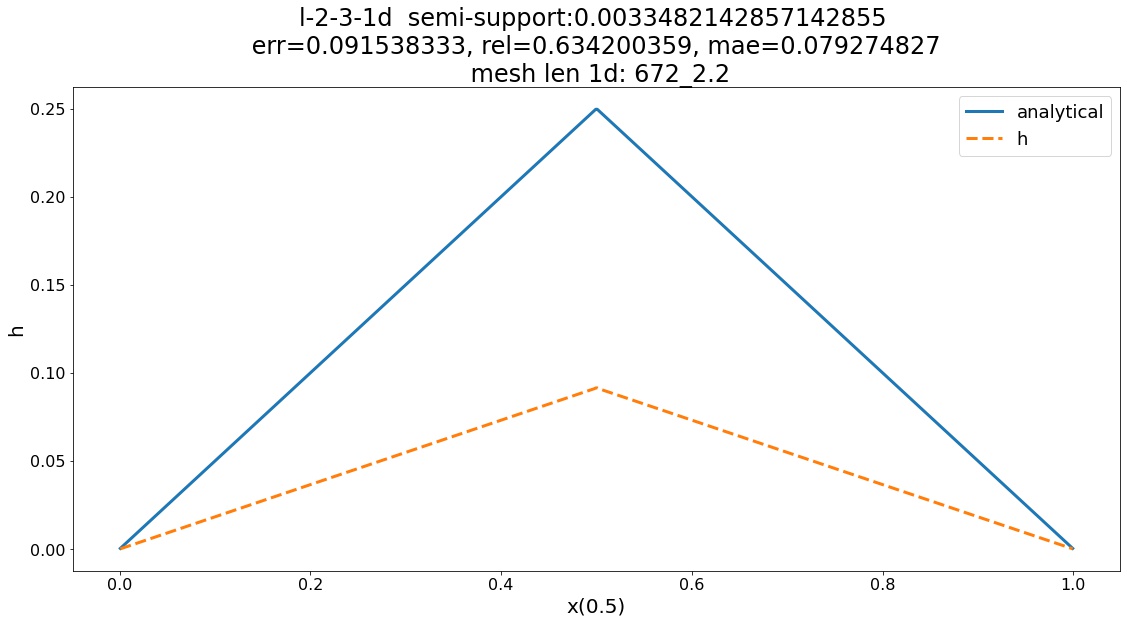 l-2-3-1d  semi-support:0.0033482142857142855
err=0.091538333, rel=0.634200359, mae=0.079274827
mesh len 1d: 672_2.2
analytical
h
0.25
0.20
0.15
0.10
0.05
0.00
h
0.0 0.2 0.4 0.6 0.8 1.0
x(0.5)